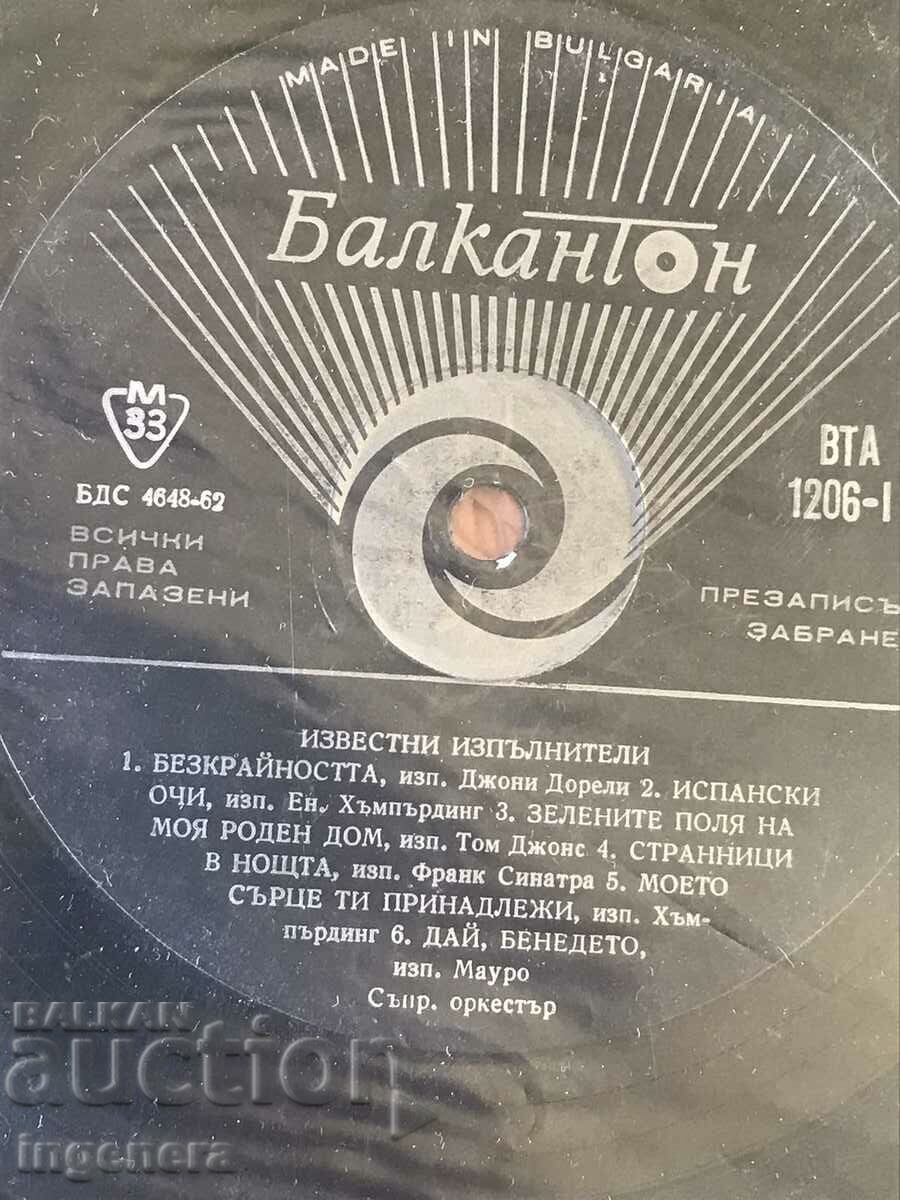 MADE IN BULGARIA
Балкантон
М
33
БДС 4648-62
ВСИЧКИ
ПРАВА
ЗАПАЗЕНИ
ВТА
1206-I
ПРЕЗАПИСЪ
ЗАБРАНЕ
ИЗВЕСТНИ ИЗПЪЛНИТЕЛИ
1. БЕЗКРАЙНОСТТА, изп. Джони Дорели 2. ИСПАНСКИ
ОЧИ, изп. Ен. Хъмпърдинг 3. ЗЕЛЕНИТЕ ПОЛЯ НА
МОЯ РОДЕН ДОМ, изп. Том Джонс 4. СТРАННИЦИ
В НОЩТА, изп. Франк Синатра 5. МОЕТО
СЪРЦЕ ТИ ПРИНАДЛЕЖИ, изп. Хъм-
пърдинг 6. ДАЙ, БЕНЕДЕТО,
изп. Мауро
Съпр. оркестър
BALKAN
auction
ingenera